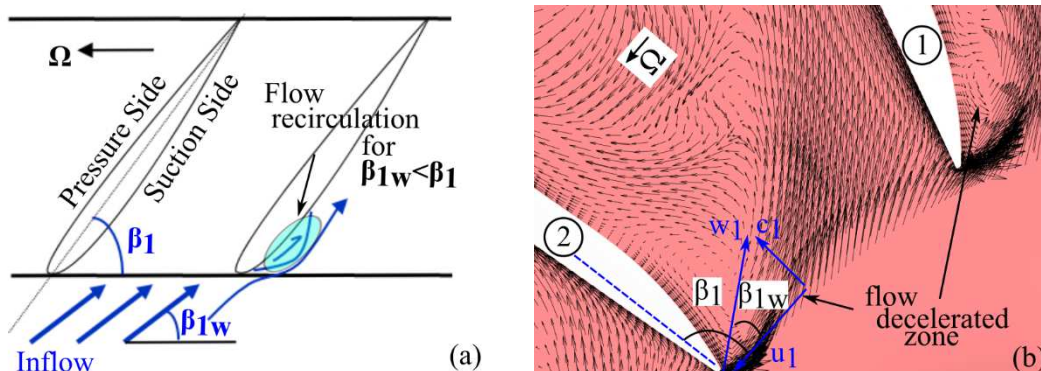 Ω
Pressure Side
Suction Side
β1
Flow
recirculation
for
β1w<β1
β1w
Inflow
(a)
Ω
1
2
w1
c1
β1
β1w
u1
flow
decelerated
zone
(b)